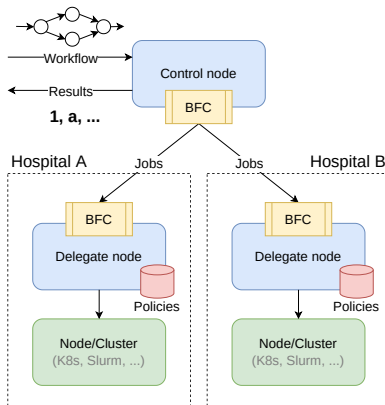 Workflow
Control node
Results
1, a, ...
BFC
Hospital A
Jobs
Jobs
Hospital B
BFC
BFC
Delegate node
Delegate node
Policies
Policies
Node/Cluster
(K8s, Slurm, ...)
Node/Cluster
(K8s, Slurm, ...)